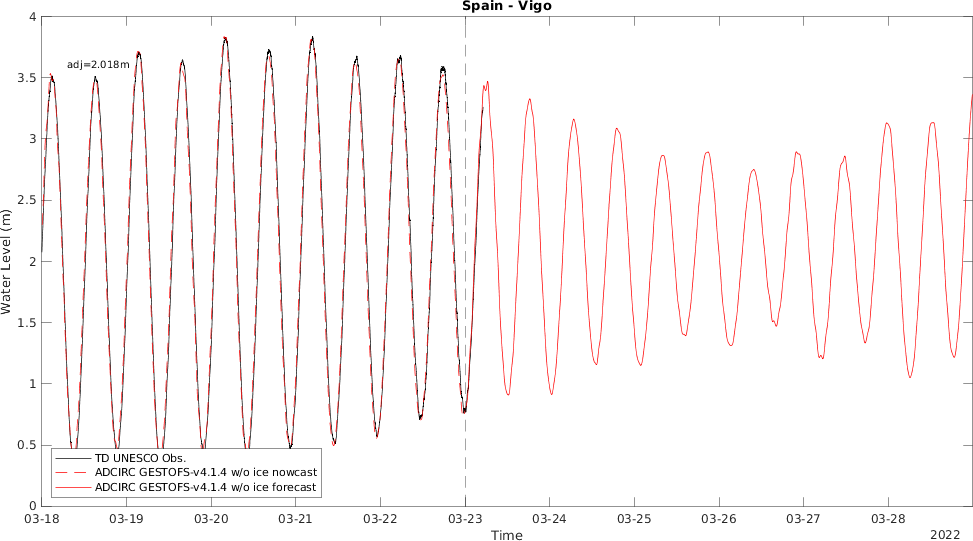 Spain - Vigo
4
adj=2.018m
3.5
3
2.5
2
1.5
1
0.5
0
Water Level (m)
TD UNESCO Obs.
ADCIRC GESTOFS-v4.1.4 w/o ice nowcast
ADCIRC GESTOFS-v4.1.4 w/o ice forecast
03-18 03-19 03-20 03-21 03-22 03-23 03-24 03-25 03-26 03-27 03-28
Time
2022